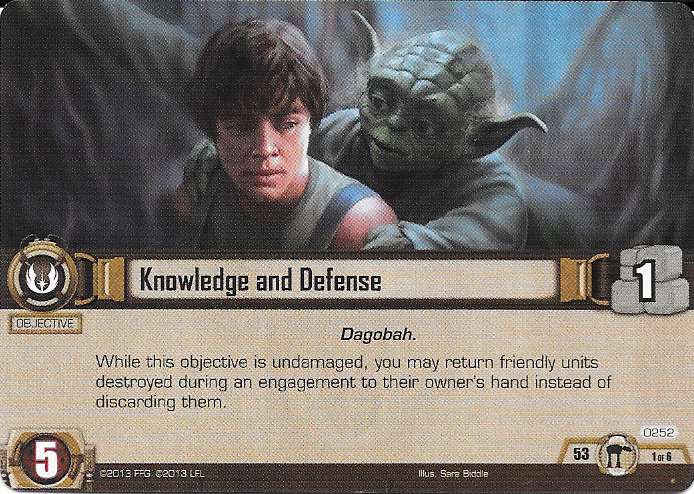 Knowledge and Defense
1
OBJECTIVE
Dagobah.
While this objective is undamaged, you may return friendly units
destroyed during an engagement to their owner's hand instead of
discarding them.
0252
5
53
1 OF 6
©2013 FFG ©2013 LFL
Illus. Sara Biddle